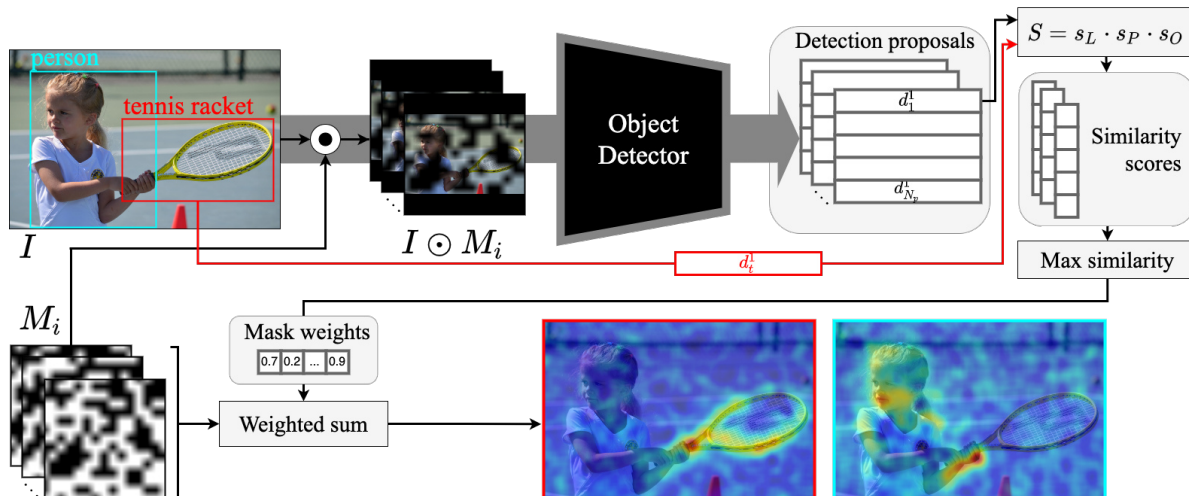 person
tennis racket
I
I ⊙ M_i
Object
Detector
Detection proposals
d_1^1
d_{N_p}^1
S = s_L · s_P · s_O
Similarity
scores
Max similarity
d_t^1
M_i
Mask weights
0.7 0.2 ... 0.9
Weighted sum